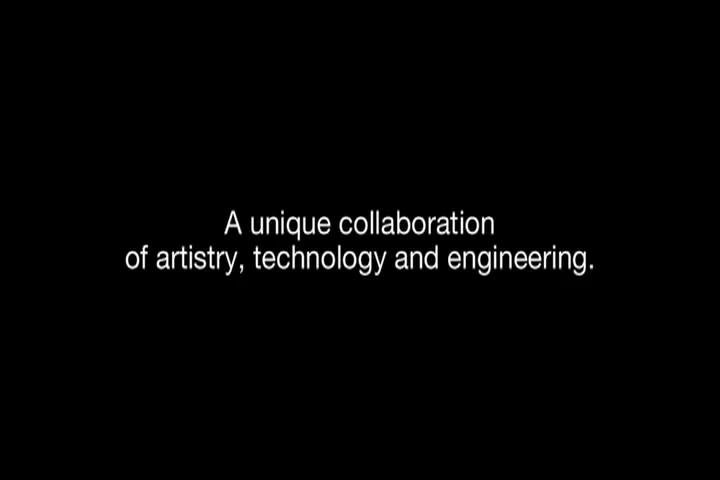 A unique collaboration
of artistry, technology and engineering.